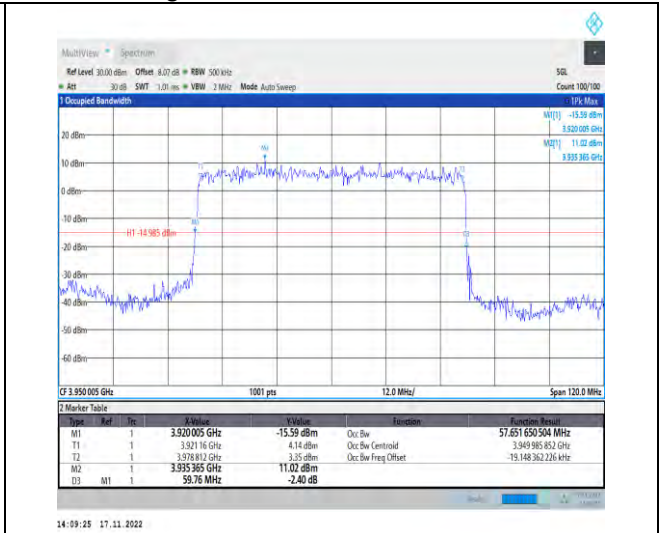 MultiView Spectrum
Ref Level 30.00 dBm Offset 8.07 dB RBW 500 kHz SGL
Att 30 dB SWT 1.01 ms VBW 2 MHz Mode Auto Sweep Count 100/100
1 Occupied Bandwidth 1Pk Max
M1[1] -15.59 dBm
3.920 005 GHz
M2[1] 11.02 dBm
3.935 365 GHz
20 dBm
M2
10 dBm
0 dBm
-10 dBm
H1 -14.985 dBm
-20 dBm
-30 dBm
-40 dBm
-50 dBm
-60 dBm
CF 3.950 005 GHz 1001 pts 12.0 MHz/ Span 120.0 MHz
2 Marker Table
Type Ref Trc X-Value Y-Value Function Function Result
M1 1 3.920 005 GHz -15.59 dBm Occ Bw 57.651 650 504 MHz
T1 1 3.921 16 GHz 4.14 dBm Occ Bw Centroid 3.949 985 852 GHz
T2 1 3.978 812 GHz 3.35 dBm Occ Bw Freq Offset -19.148 362 226 kHz
M2 1 3.935 365 GHz 11.02 dBm
D3 M1 1 59.76 MHz -2.40 dB
14:09:25 17.11.2022